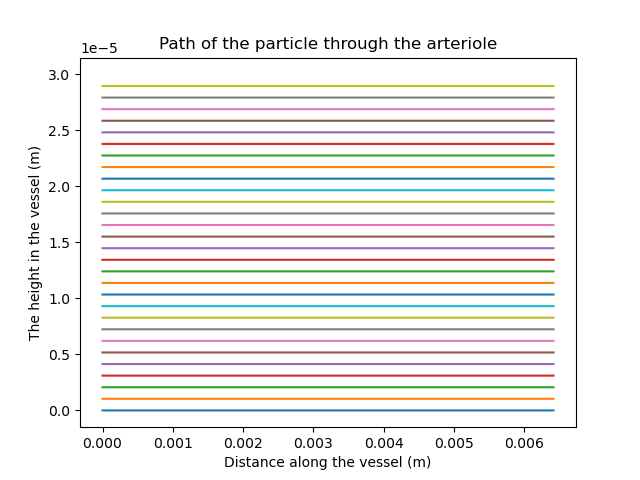 Path of the particle through the arteriole
1e−5
3.0
2.5
2.0
1.5
1.0
0.5
0.0
The height in the vessel (m)
0.000 0.001 0.002 0.003 0.004 0.005 0.006
Distance along the vessel (m)